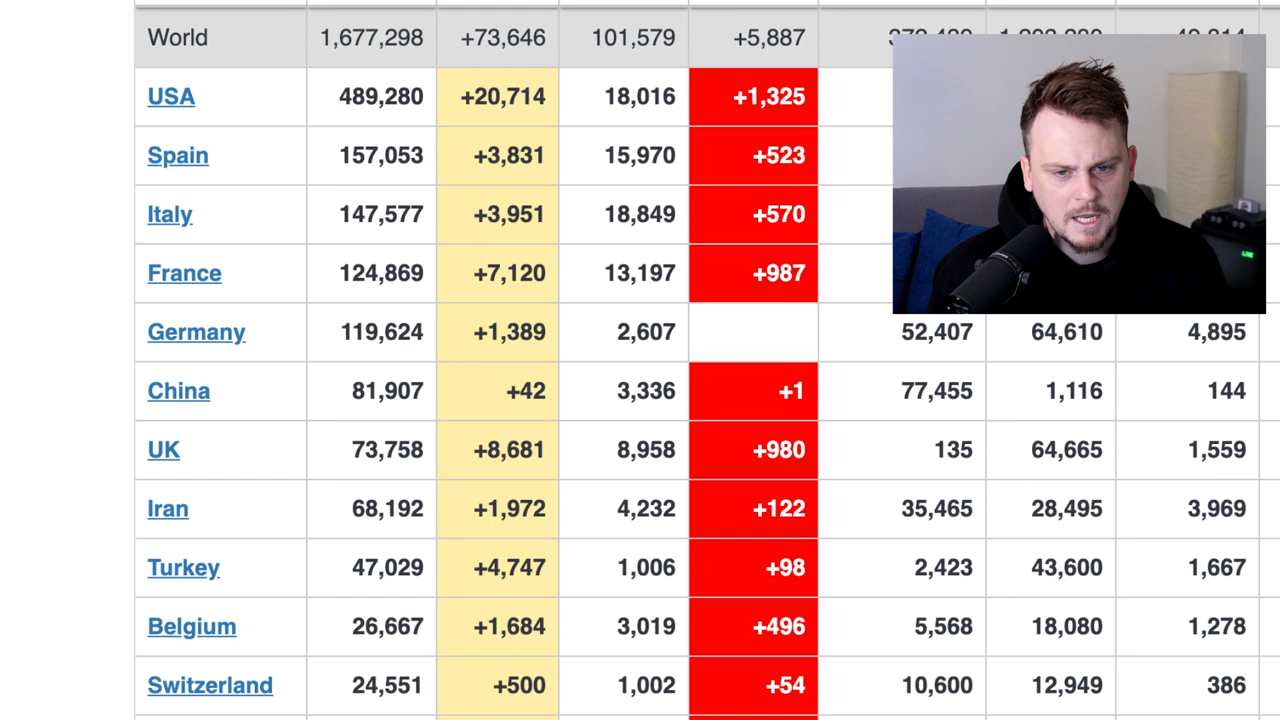 World 1,677,298 +73,646 101,579 +5,887
USA 489,280 +20,714 18,016 +1,325
Spain 157,053 +3,831 15,970 +523
Italy 147,577 +3,951 18,849 +570
France 124,869 +7,120 13,197 +987
Germany 119,624 +1,389 2,607 52,407 64,610 4,895
China 81,907 +42 3,336 +1 77,455 1,116 144
UK 73,758 +8,681 8,958 +980 135 64,665 1,559
Iran 68,192 +1,972 4,232 +122 35,465 28,495 3,969
Turkey 47,029 +4,747 1,006 +98 2,423 43,600 1,667
Belgium 26,667 +1,684 3,019 +496 5,568 18,080 1,278
Switzerland 24,551 +500 1,002 +54 10,600 12,949 386